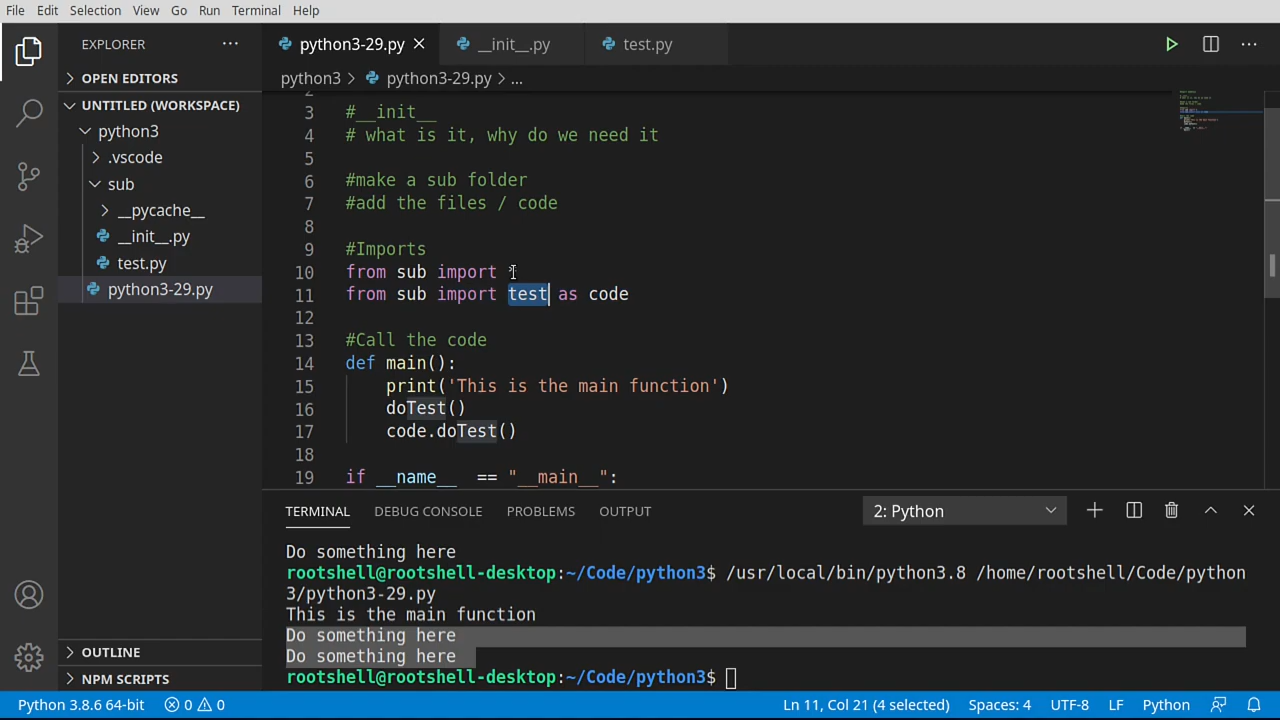 File Edit Selection View Go Run Terminal Help
EXPLORER
python3-29.py
__init__.py
test.py
OPEN EDITORS
python3
python3-29.py
...
UNTITLED (WORKSPACE)
python3
.vscode
sub
__pycache__
__init__.py
test.py
python3-29.py
OUTLINE
NPM SCRIPTS
2
3 #__init__
4 # what is it, why do we need it
5
6 #make a sub folder
7 #add the files / code
8
9 #Imports
10 from sub import *
11 from sub import test as code
12
13 #Call the code
14 def main():
15 print('This is the main function')
16 doTest()
17 code.doTest()
18
19 if __name__ == "__main__":
TERMINAL DEBUG CONSOLE PROBLEMS OUTPUT 2: Python
Do something here
rootshell@rootshell-desktop:~/Code/python3$ /usr/local/bin/python3.8 /home/rootshell/Code/python
3/python3-29.py
This is the main function
Do something here
Do something here
rootshell@rootshell-desktop:~/Code/python3$
Python 3.8.6 64-bit 0 0 Ln 11, Col 21 (4 selected) Spaces: 4 UTF-8 LF Python